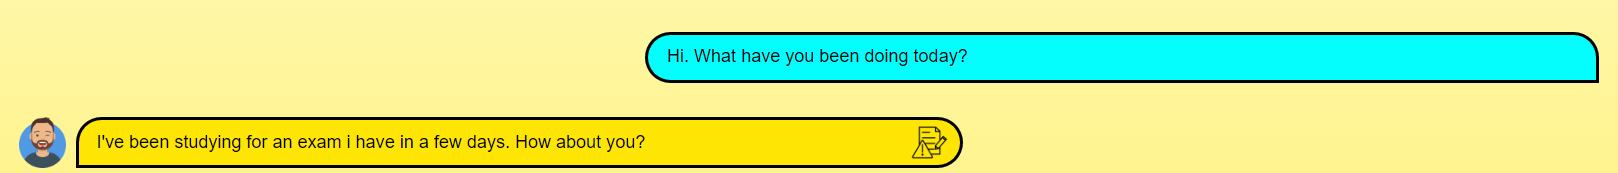 Hi. What have you been doing today?
I've been studying for an exam i have in a few days. How about you?